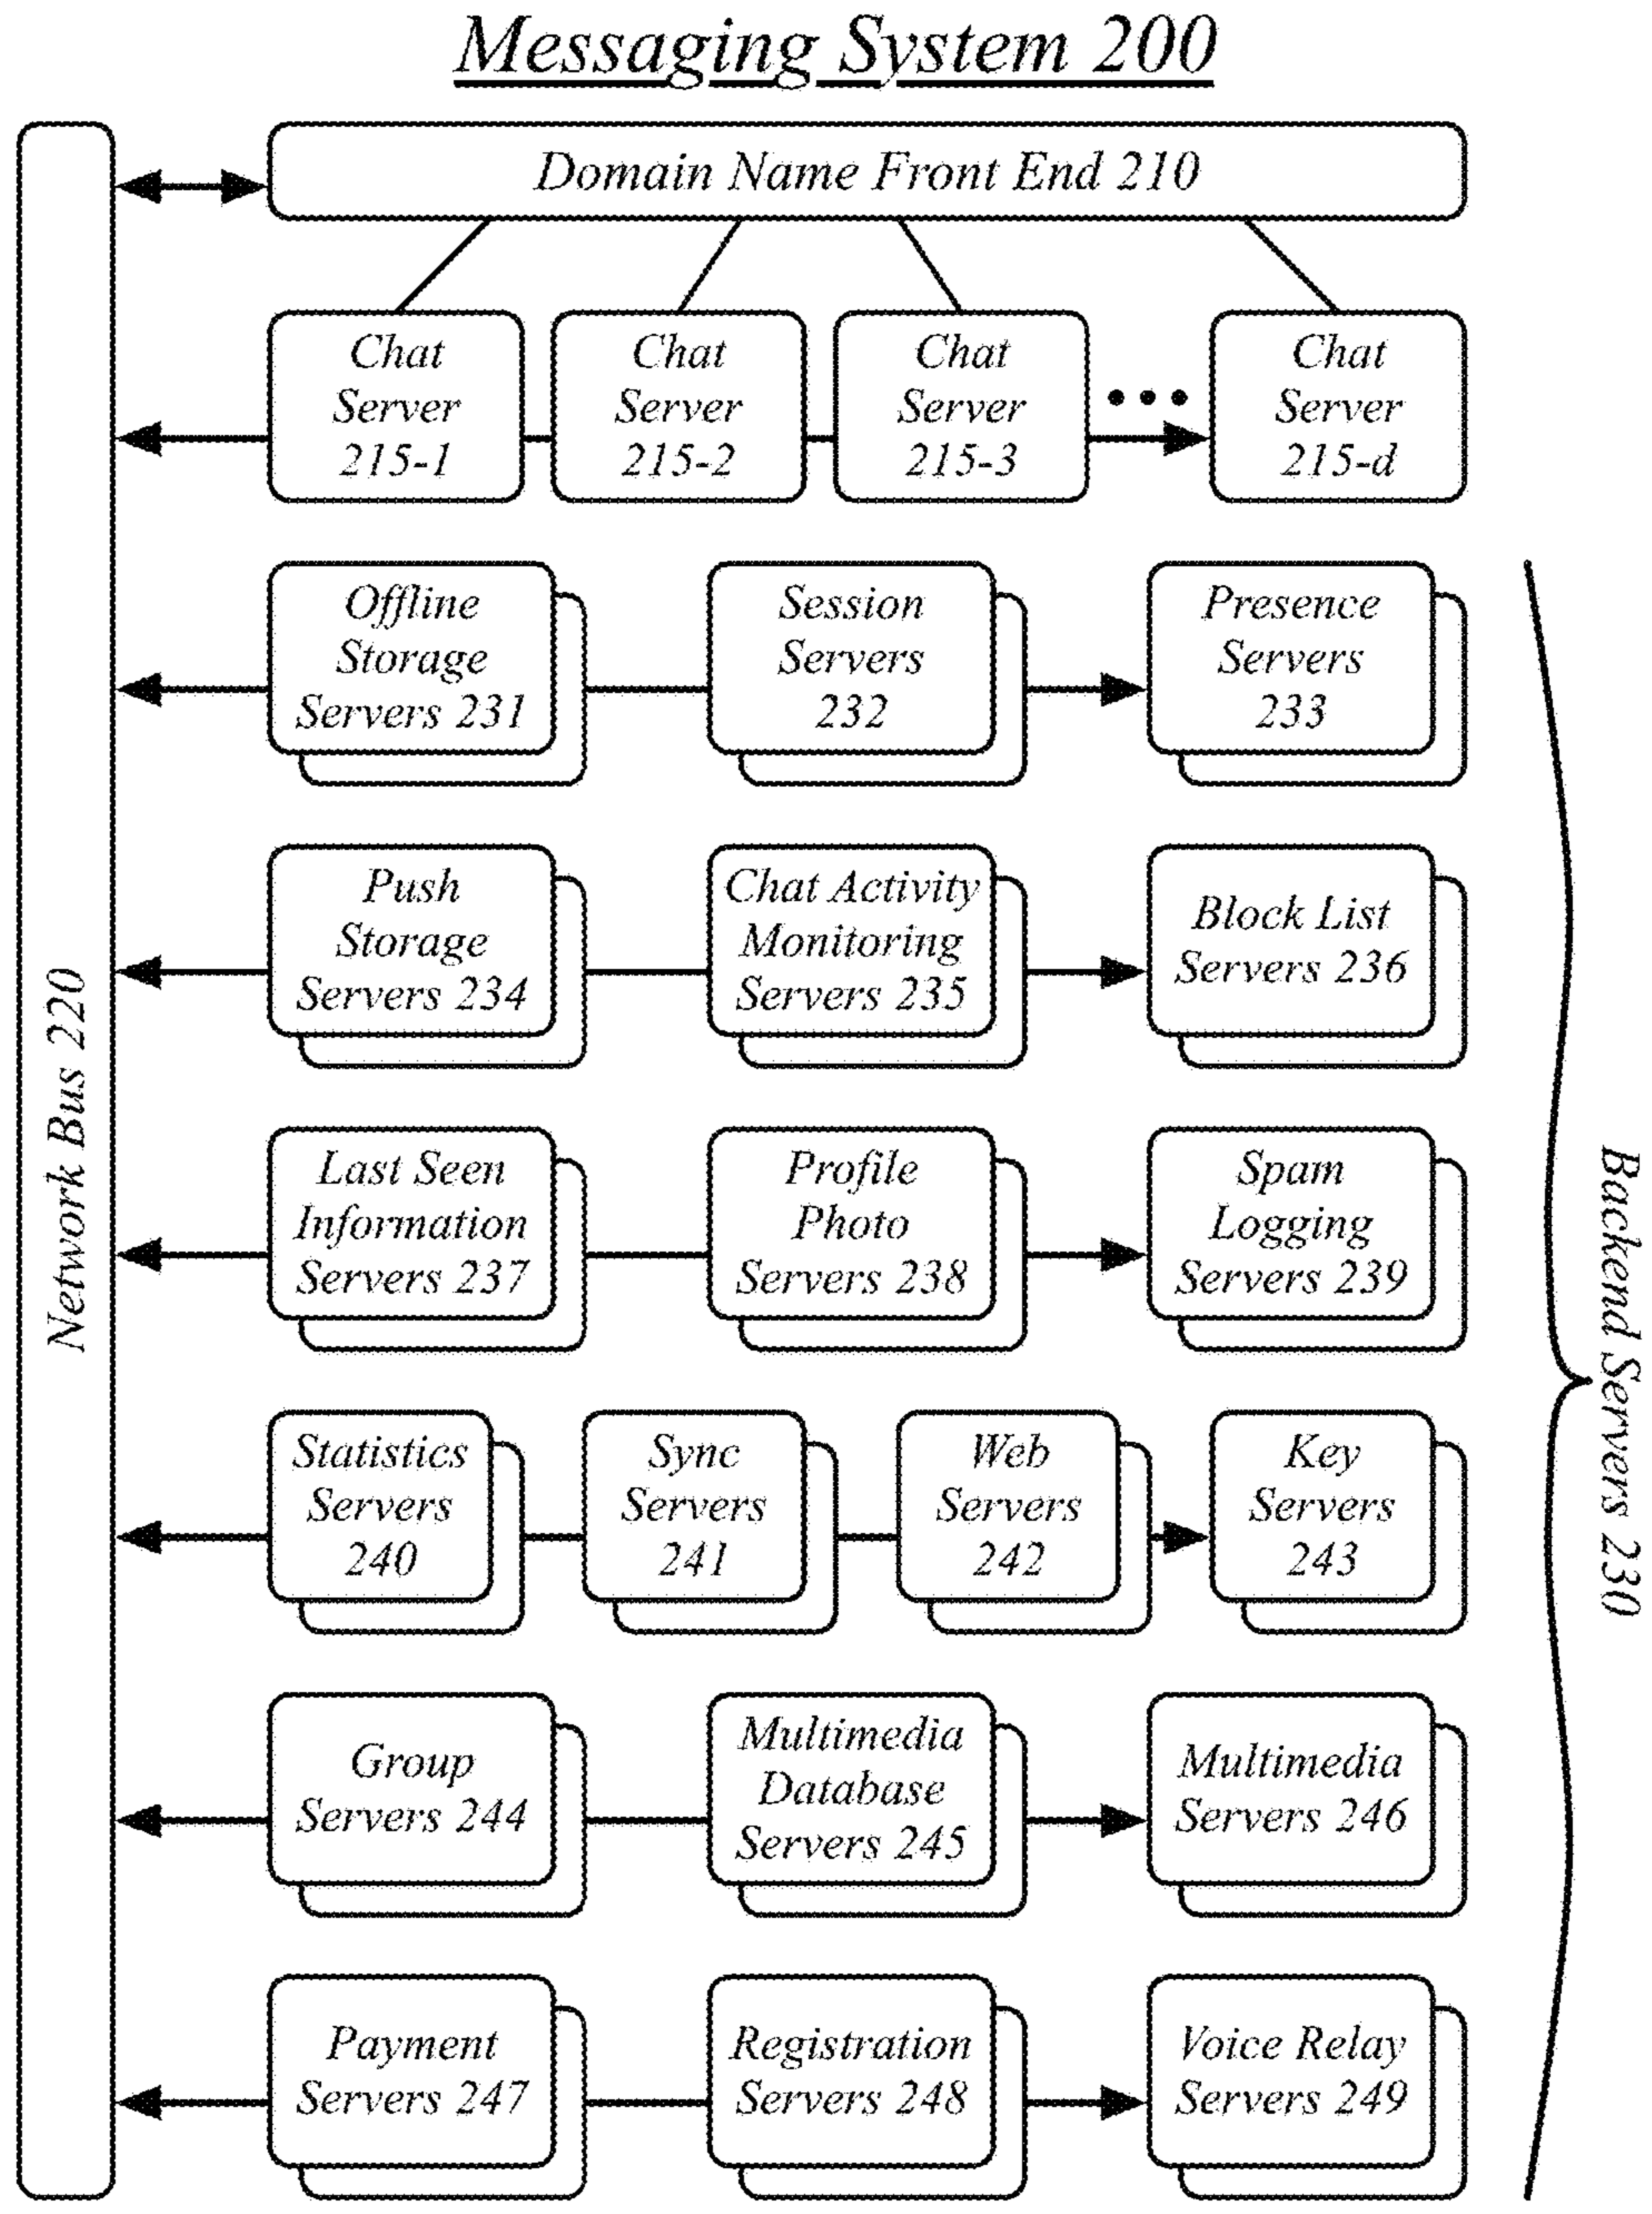 Messaging System 200
Domain Name Front End 210
Chat
Server
215-1
Chat
Server
215-2
Chat
Server
215-3
Chat
Server
215-d
Offline
Storage
Servers 231
Session
Servers
232
Presence
Servers
233
Push
Storage
Servers 234
Chat Activity
Monitoring
Servers 235
Block List
Servers 236
Last Seen
Information
Servers 237
Profile
Photo
Servers 238
Spam
Logging
Servers 239
Statistics
Servers
240
Sync
Servers
241
Web
Servers
242
Key
Servers
243
Group
Servers 244
Multimedia
Database
Servers 245
Multimedia
Servers 246
Payment
Servers 247
Registration
Servers 248
Voice Relay
Servers 249
Network Bus 220
Backend Servers 230